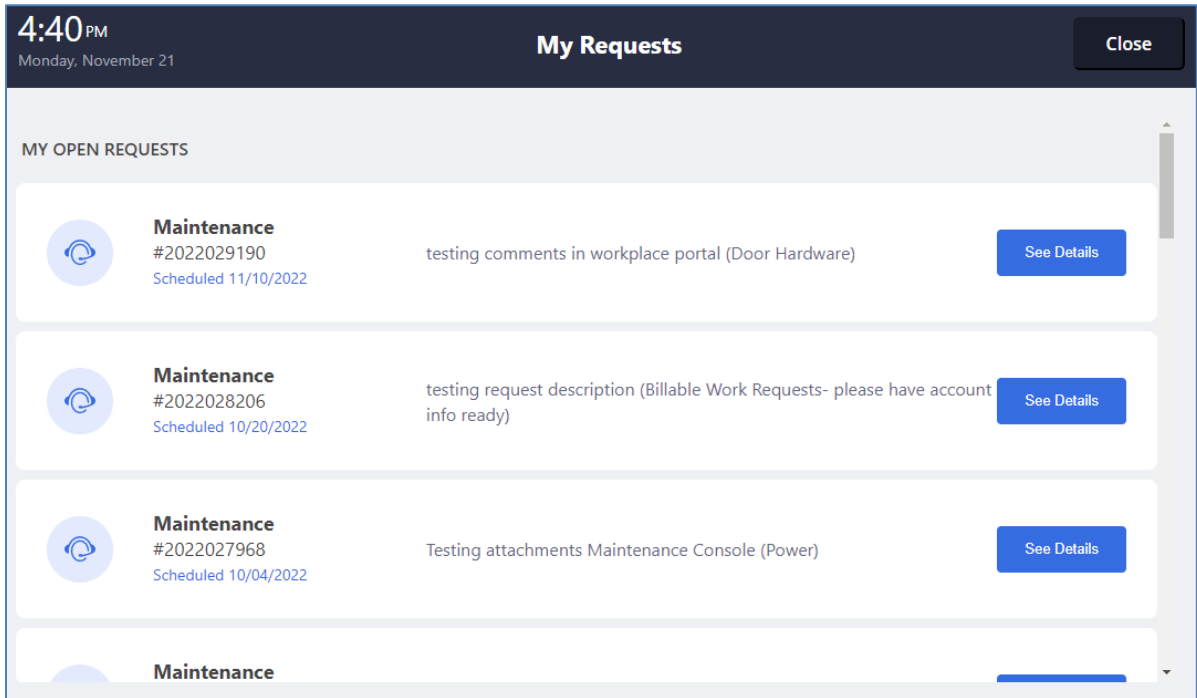 4:40 PM
Monday, November 21
My Requests
Close
MY OPEN REQUESTS
Maintenance
#2022029190
Scheduled 11/10/2022
testing comments in workplace portal (Door Hardware)
See Details
Maintenance
#2022028206
Scheduled 10/20/2022
testing request description (Billable Work Requests- please have account
info ready)
See Details
Maintenance
#2022027968
Scheduled 10/04/2022
Testing attachments Maintenance Console (Power)
See Details
Maintenance